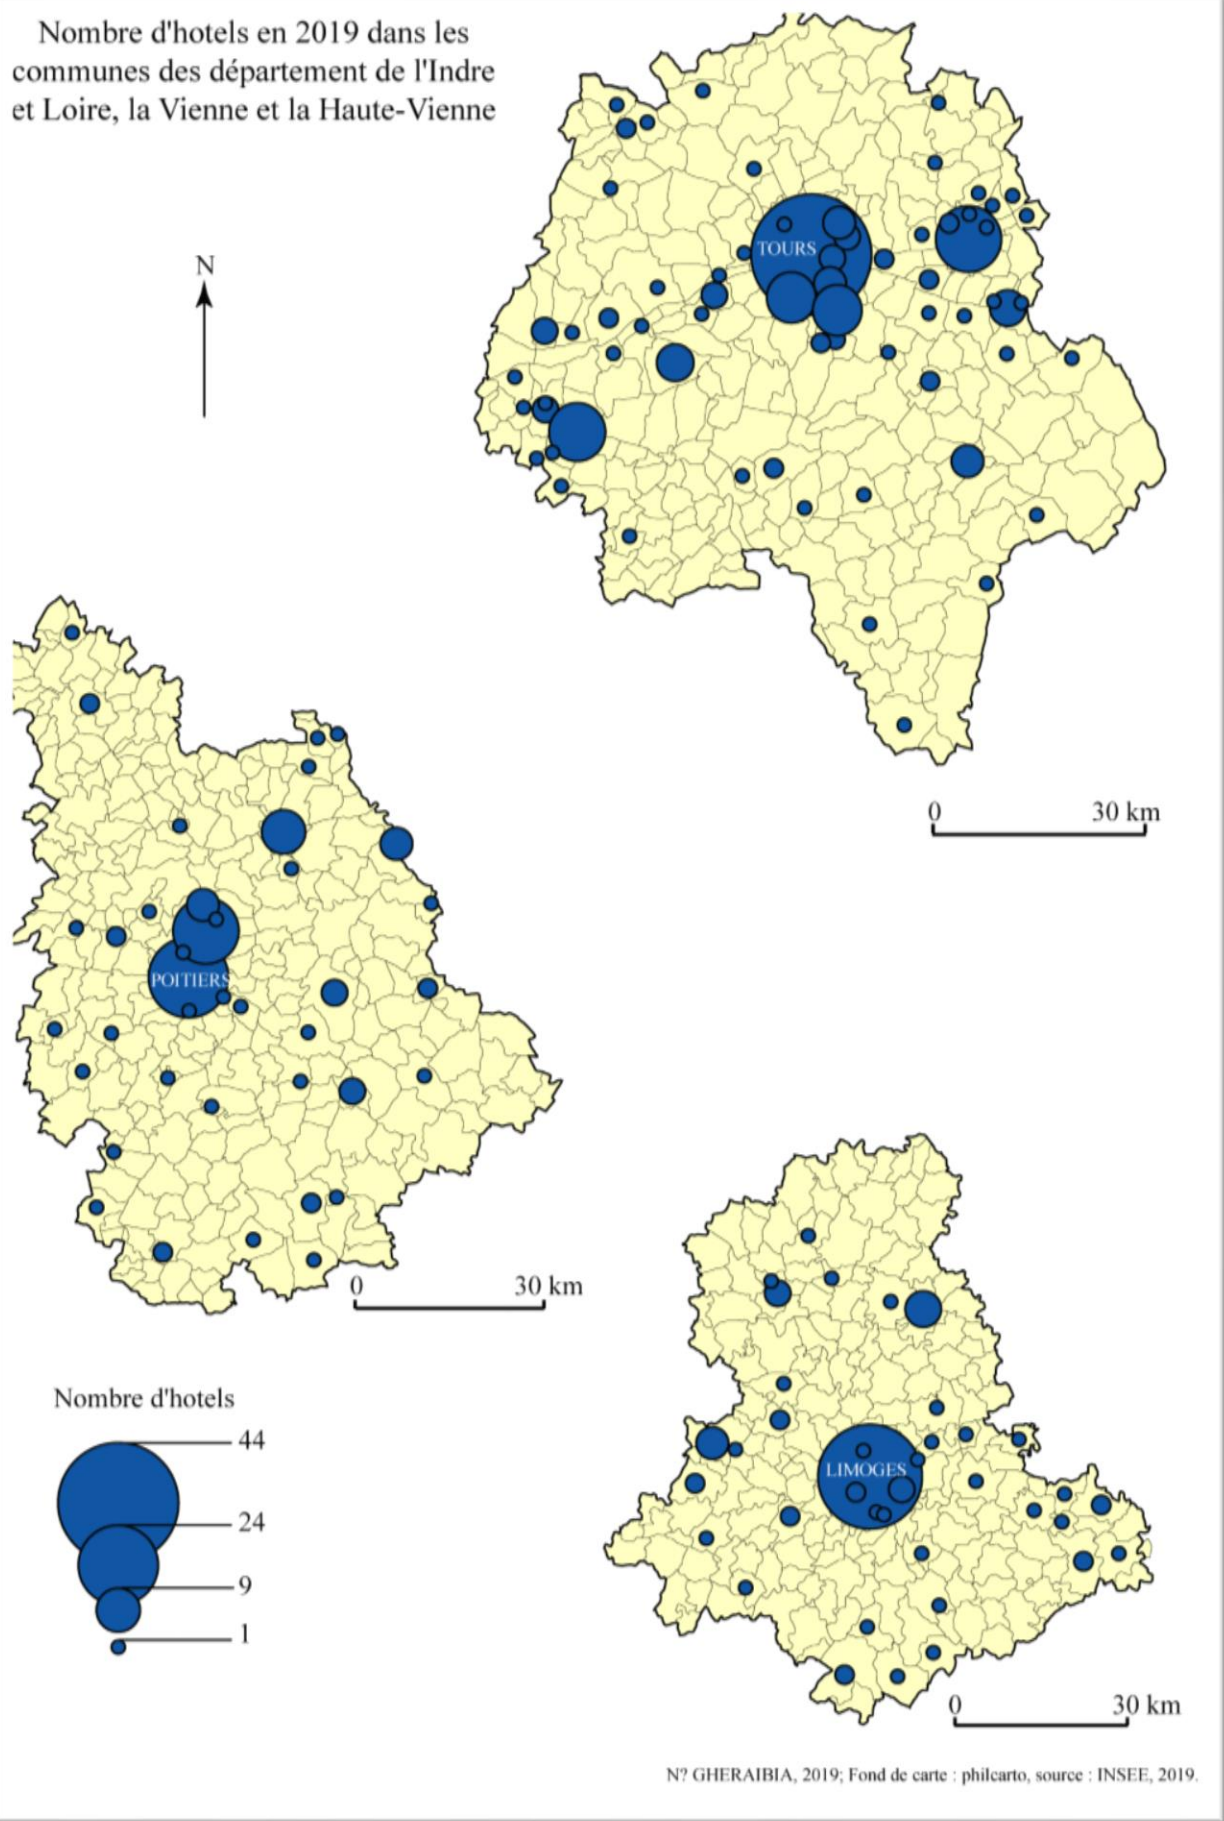 Nombre d'hotels en 2019 dans les
communes des département de l'Indre
et Loire, la Vienne et la Haute-Vienne
N
TOURS
0 30 km
POITIERS
0 30 km
LIMOGES
0 30 km
Nombre d'hotels
44
24
9
1
N? GHERAIBIA, 2019; Fond de carte : philcarto, source : INSEE, 2019.